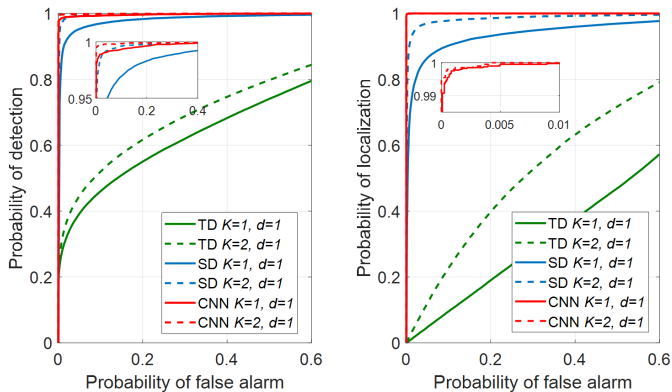 1
0.8
0.6
0.4
0.2
0
0 0.2 0.4 0.6
Probability of detection
Probability of false alarm
1
0.95
0 0.2 0.4
TD K=1, d=1
TD K=2, d=1
SD K=1, d=1
SD K=2, d=1
CNN K=1, d=1
CNN K=2, d=1
1
0.8
0.6
0.4
0.2
0
0 0.2 0.4 0.6
Probability of localization
Probability of false alarm
1
0.99
0 0.005 0.01
TD K=1, d=1
TD K=2, d=1
SD K=1, d=1
SD K=2, d=1
CNN K=1, d=1
CNN K=2, d=1